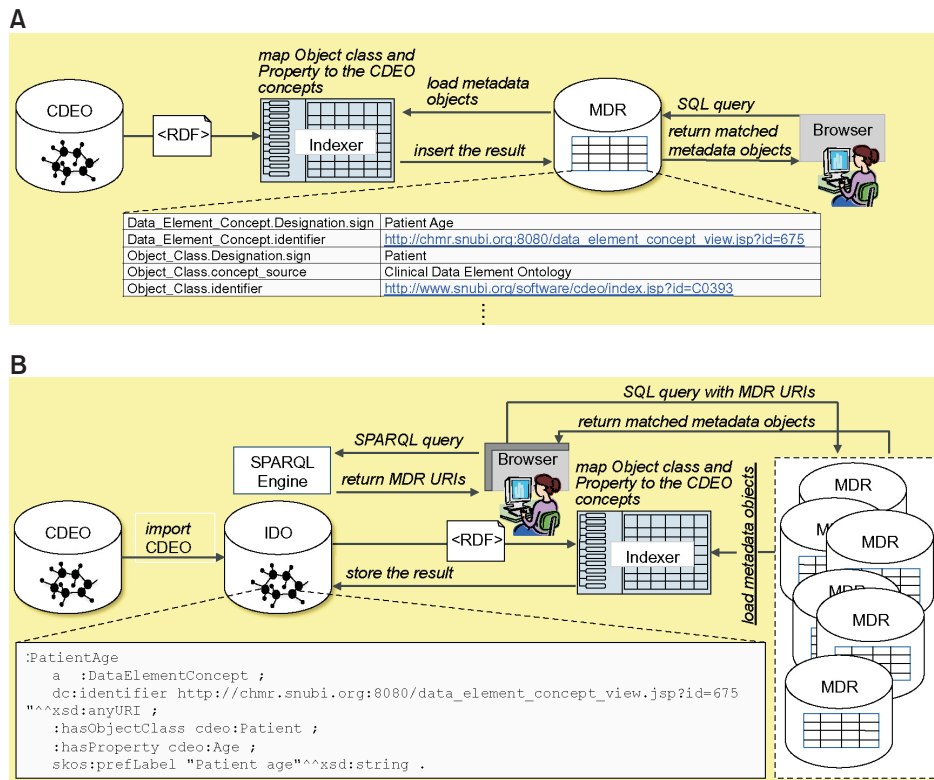 A
map Object class and
Property to the CDEO
concepts
load metadata
objects
CDEO
MDR
SQL query
<RDF>
Indexer
Browser
return matched
metadata objects
insert the result
Data_Element_Concept.Designation.sign Patient Age
Data_Element_Concept.identifier http://chmr.snubi.org:8080/data_element_concept_view.jsp?id=675
Object_Class.Designation.sign Patient
Object_Class.concept_source Clinical Data Element Ontology
Object_Class.identifier http://www.snubi.org/software/cdeo/index.jsp?id=C0393
B
SQL query with MDR URIs
return matched metadata objects
SPARQL query
SPARQL
Engine
Browser
return MDR URIs
map Object class and
Property to the CDEO
concepts
load metadata objects
MDR
M
MDR
MDR
MDR
MDR
CDEO
import
CDEO
IDO
<RDF>
Indexer
store the result
:PatientAge
a :DataElementConcept ;
dc:identifier http://chmr.snubi.org:8080/data_element_concept_view.jsp?id=675
"^^xsd:anyURI ;
:hasObjectClass cdeo:Patient ;
:hasProperty cdeo:Age ;
skos:prefLabel "Patient age"^^xsd:string .